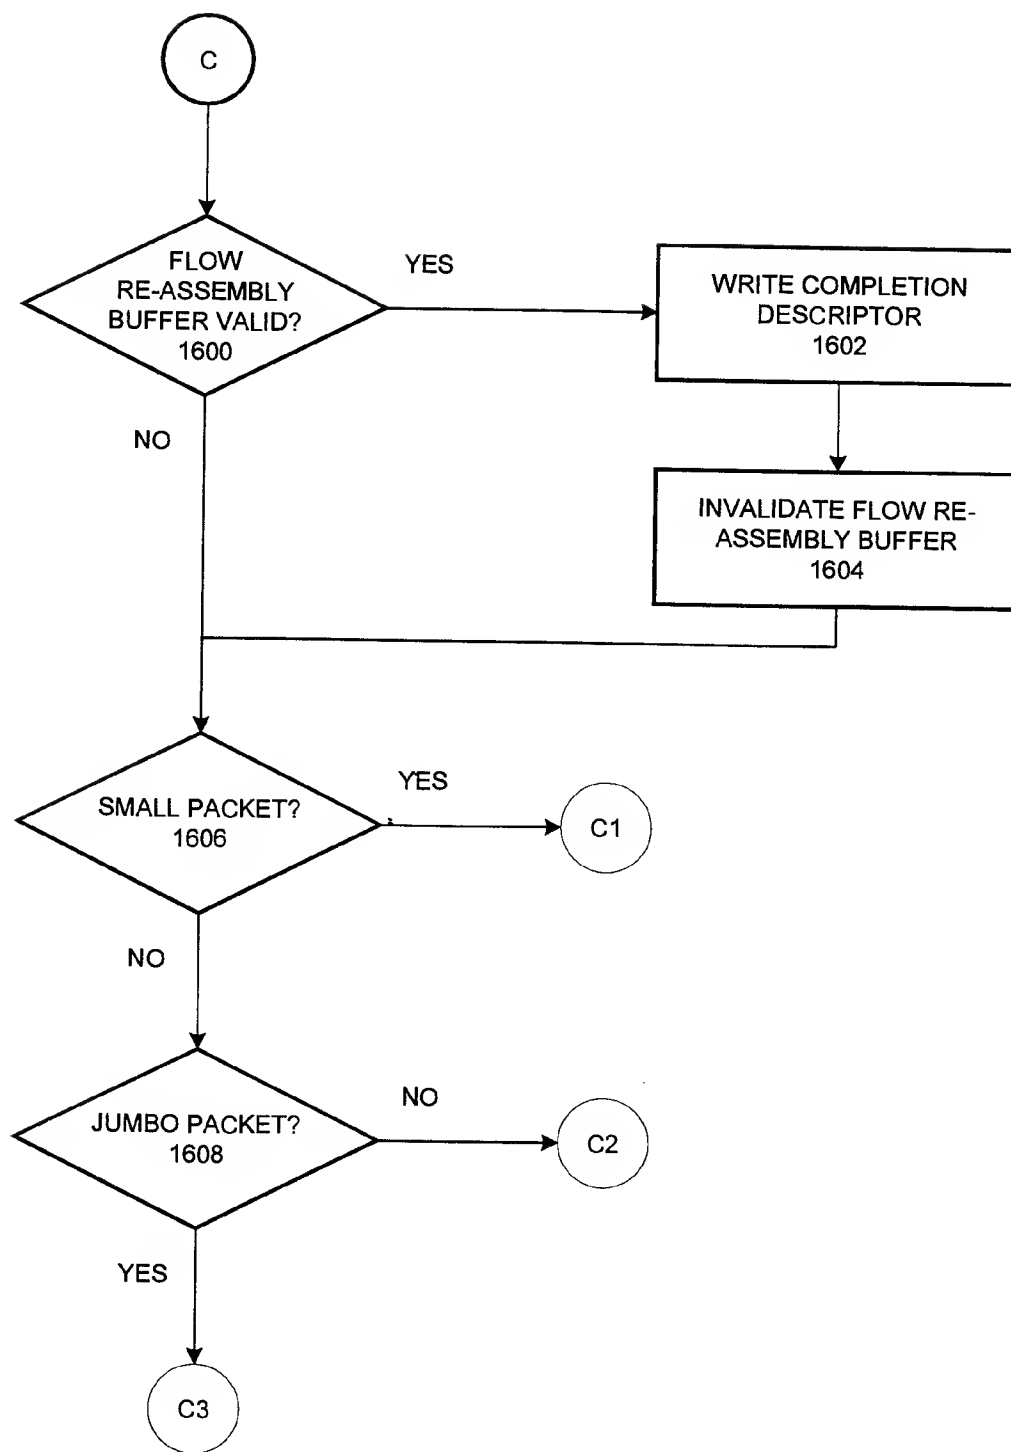 C
FLOW
RE-ASSEMBLY
BUFFER VALID?
1600
YES
WRITE COMPLETION
DESCRIPTOR
1602
NO
INVALIDATE FLOW RE-
ASSEMBLY BUFFER
1604
SMALL PACKET?
1606
YES
C1
NO
JUMBO PACKET?
1608
NO
C2
YES
C3